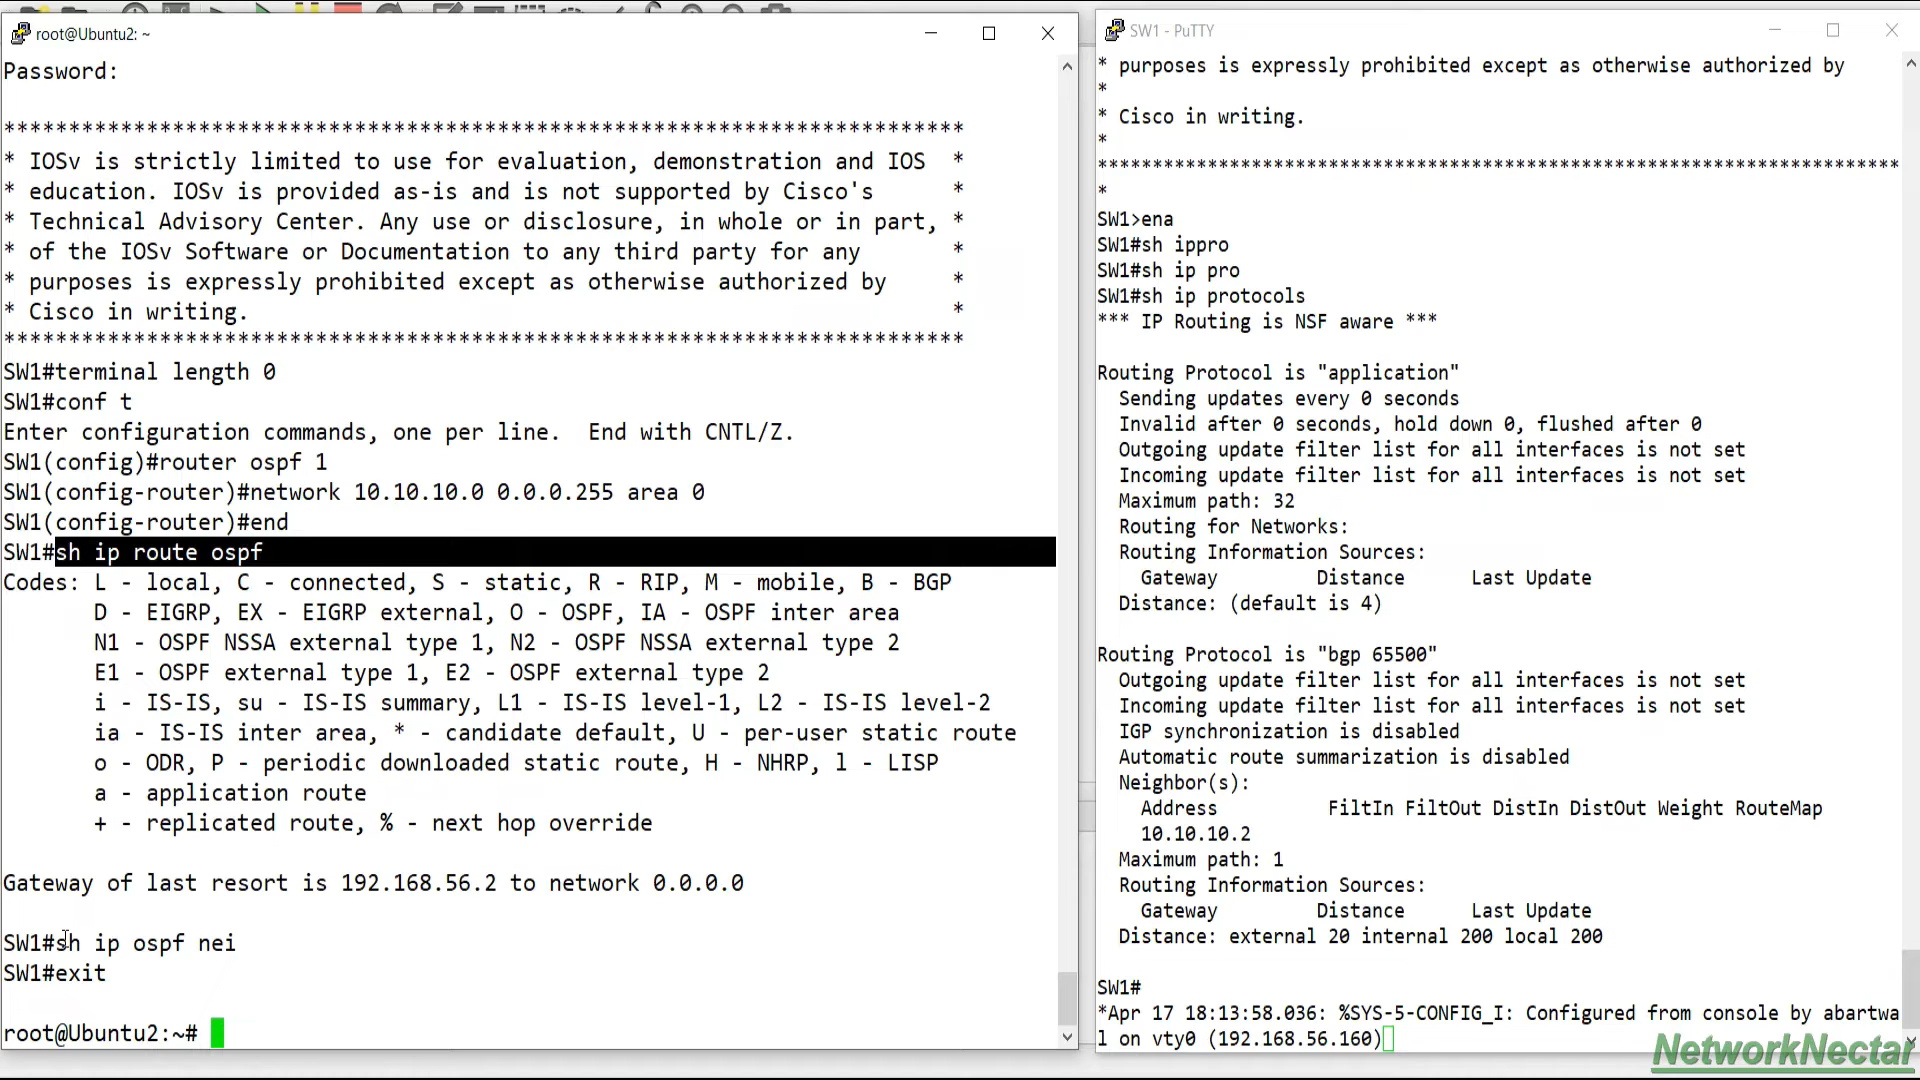 root@Ubuntu2: ~
Password:
**************************************************************************
* IOSv is strictly limited to use for evaluation, demonstration and IOS  *
* education. IOSv is provided as-is and is not supported by Cisco's      *
* Technical Advisory Center. Any use or disclosure, in whole or in part, *
* of the IOSv Software or Documentation to any third party for any       *
* purposes is expressly prohibited except as otherwise authorized by     *
* Cisco in writing.                                                      *
**************************************************************************
SW1#terminal length 0
SW1#conf t
Enter configuration commands, one per line.  End with CNTL/Z.
SW1(config)#router ospf 1
SW1(config-router)#network 10.10.10.0 0.0.0.255 area 0
SW1(config-router)#end
SW1#sh ip route ospf
Codes: L - local, C - connected, S - static, R - RIP, M - mobile, B - BGP
D - EIGRP, EX - EIGRP external, O - OSPF, IA - OSPF inter area
N1 - OSPF NSSA external type 1, N2 - OSPF NSSA external type 2
E1 - OSPF external type 1, E2 - OSPF external type 2
i - IS-IS, su - IS-IS summary, L1 - IS-IS level-1, L2 - IS-IS level-2
ia - IS-IS inter area, * - candidate default, U - per-user static route
o - ODR, P - periodic downloaded static route, H - NHRP, l - LISP
a - application route
+ - replicated route, % - next hop override
Gateway of last resort is 192.168.56.2 to network 0.0.0.0
SW1#sh ip ospf nei
SW1#exit
root@Ubuntu2:~#
SW1 - PuTTY
* purposes is expressly prohibited except as otherwise authorized by
*
* Cisco in writing.
*
**************************************************************************
*
SW1>ena
SW1#sh ippro
SW1#sh ip pro
SW1#sh ip protocols
*** IP Routing is NSF aware ***
Routing Protocol is "application"
Sending updates every 0 seconds
Invalid after 0 seconds, hold down 0, flushed after 0
Outgoing update filter list for all interfaces is not set
Incoming update filter list for all interfaces is not set
Maximum path: 32
Routing for Networks:
Routing Information Sources:
Gateway         Distance      Last Update
Distance: (default is 4)
Routing Protocol is "bgp 65500"
Outgoing update filter list for all interfaces is not set
Incoming update filter list for all interfaces is not set
IGP synchronization is disabled
Automatic route summarization is disabled
Neighbor(s):
Address          FiltIn FiltOut DistIn DistOut Weight RouteMap
10.10.10.2
Maximum path: 1
Routing Information Sources:
Gateway         Distance      Last Update
Distance: external 20 internal 200 local 200
SW1#
*Apr 17 18:13:58.036: %SYS-5-CONFIG_I: Configured from console by abartwa
l on vty0 (192.168.56.160)
NetworkNectar